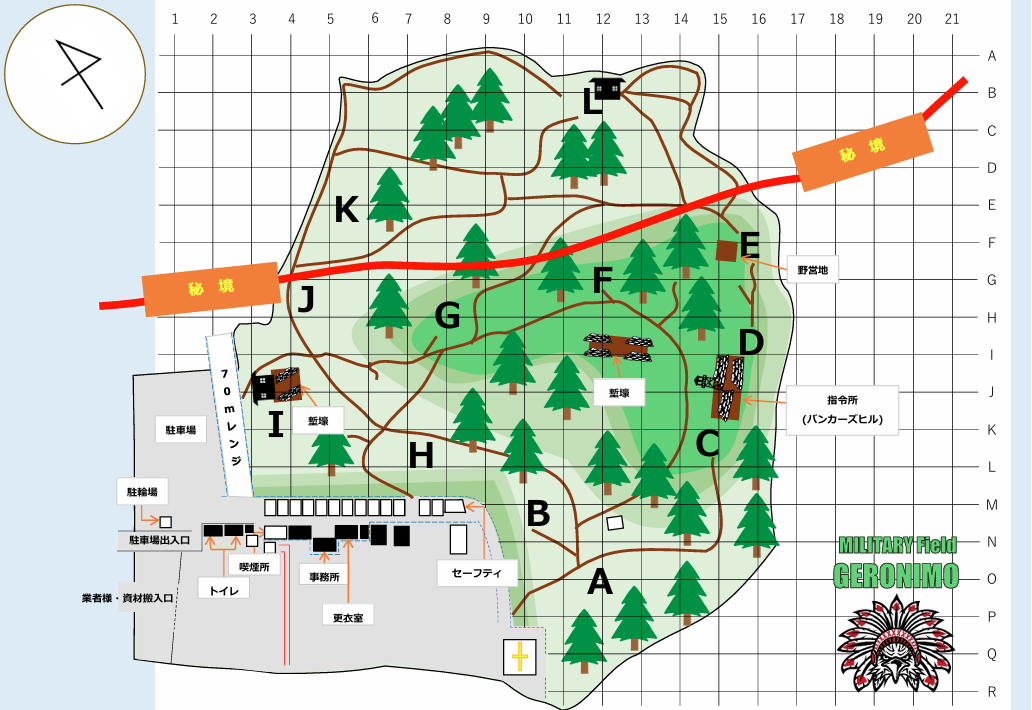 1 2 3 4 5 6 7 8 9 10 11 12 13 14 15 16 17 18 19 20 21
A
B
C
D
E
F
G
H
I
J
K
L
M
N
O
P
Q
R
L
K
E
J
F
G
D
I
C
H
B
A
秘 境
秘 境
野営地
塹壕
塹壕
指令所
(バンカーズヒル)
70mレンジ
駐車場
駐輪場
駐車場出入口
業者様・資材搬入口
トイレ
喫煙所
事務所
更衣室
セーフティ
MILITARY Field
GERONIMO